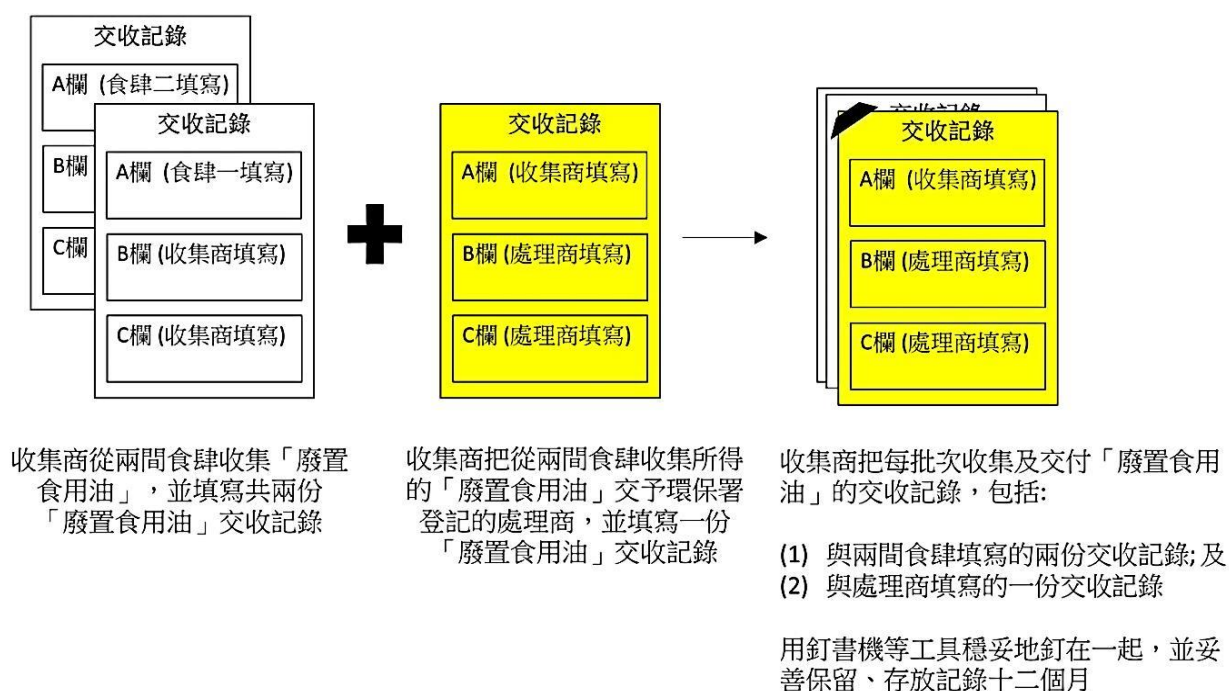 交收記錄
A欄 (食肆二填寫)
B欄
C欄
交收記錄
A欄 (食肆一填寫)
B欄 (收集商填寫)
C欄 (收集商填寫)
交收記錄
A欄 (收集商填寫)
B欄 (處理商填寫)
C欄 (處理商填寫)
交收記錄
交收記錄
A欄 (收集商填寫)
B欄 (處理商填寫)
C欄 (處理商填寫)
收集商從兩間食肆收集「廢置
食用油」，並填寫共兩份
「廢置食用油」交收記錄
收集商把從兩間食肆收集所得
的「廢置食用油」交予環保署
登記的處理商，並填寫一份
「廢置食用油」交收記錄
收集商把每批次收集及交付「廢置食用
油」的交收記錄，包括:
(1) 與兩間食肆填寫的兩份交收記錄; 及
(2) 與處理商填寫的一份交收記錄
用釘書機等工具穩妥地釘在一起，並妥
善保留、存放記錄十二個月